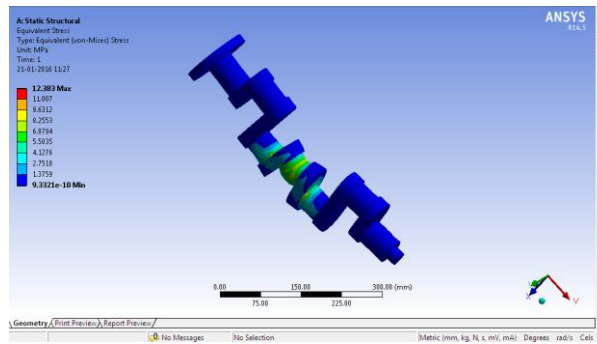 A: Static Structural
Equivalent Stress
Type: Equivalent (von-Mises) Stress
Unit: MPa
Time: 1
21-01-2016 11:27
12.383 Max
11.007
9.6312
8.2553
6.8794
5.5035
4.1276
2.7518
1.3759
9.3321e-10 Min
ANSYS
R14.5
0.00 150.00 300.00 (mm)
75.00 225.00
X Y
Geometry Print Preview Report Preview
No Messages No Selection Metric (mm, kg, N, s, mV, mA) Degrees rad/s Cels